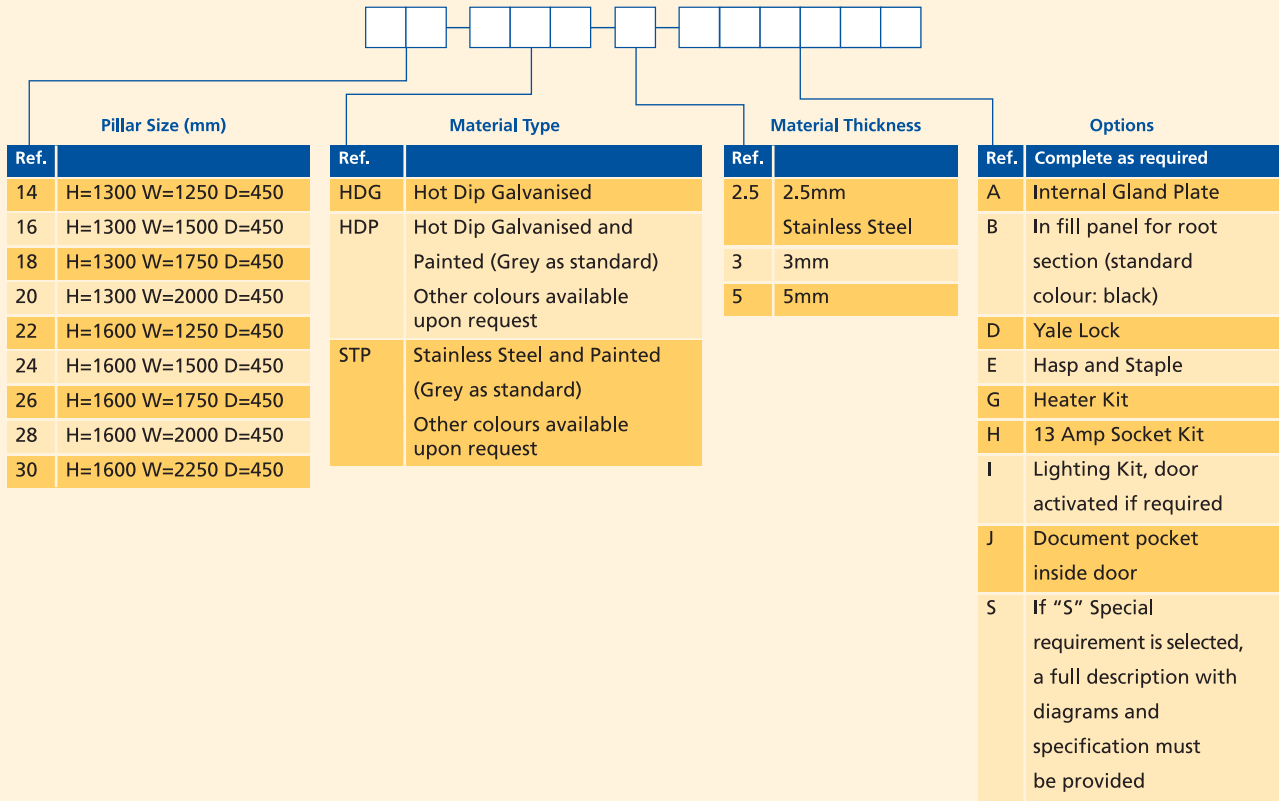 Pillar Size (mm)
Ref.
14 H=1300 W=1250 D=450
16 H=1300 W=1500 D=450
18 H=1300 W=1750 D=450
20 H=1300 W=2000 D=450
22 H=1600 W=1250 D=450
24 H=1600 W=1500 D=450
26 H=1600 W=1750 D=450
28 H=1600 W=2000 D=450
30 H=1600 W=2250 D=450
Material Type
Ref.
HDG Hot Dip Galvanised
HDP Hot Dip Galvanised and
Painted (Grey as standard)
Other colours available
upon request
STP Stainless Steel and Painted
(Grey as standard)
Other colours available
upon request
Material Thickness
Ref.
2.5 2.5mm
Stainless Steel
3 3mm
5 5mm
Options
Ref. Complete as required
A Internal Gland Plate
B In fill panel for root
section (standard
colour: black)
D Yale Lock
E Hasp and Staple
G Heater Kit
H 13 Amp Socket Kit
I Lighting Kit, door
activated if required
J Document pocket
inside door
S If “S” Special
requirement is selected,
a full description with
diagrams and
specification must
be provided